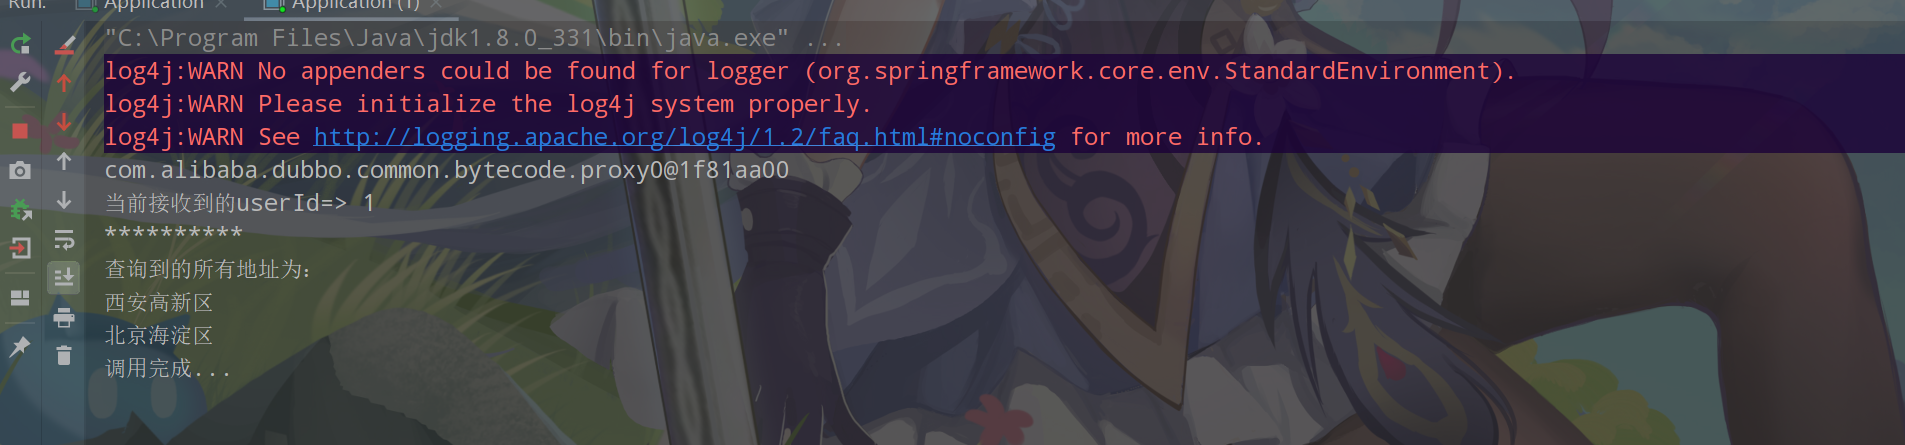 Run: Application × Application (1) ×
"C:\Program Files\Java\jdk1.8.0_331\bin\java.exe" ...
log4j:WARN No appenders could be found for logger (org.springframework.core.env.StandardEnvironment).
log4j:WARN Please initialize the log4j system properly.
log4j:WARN See http://logging.apache.org/log4j/1.2/faq.html#noconfig for more info.
com.alibaba.dubbo.common.bytecode.proxy0@1f81aa00
当前接收到的userId=> 1
**********
查询到的所有地址为:
西安高新区
北京海淀区
调用完成...